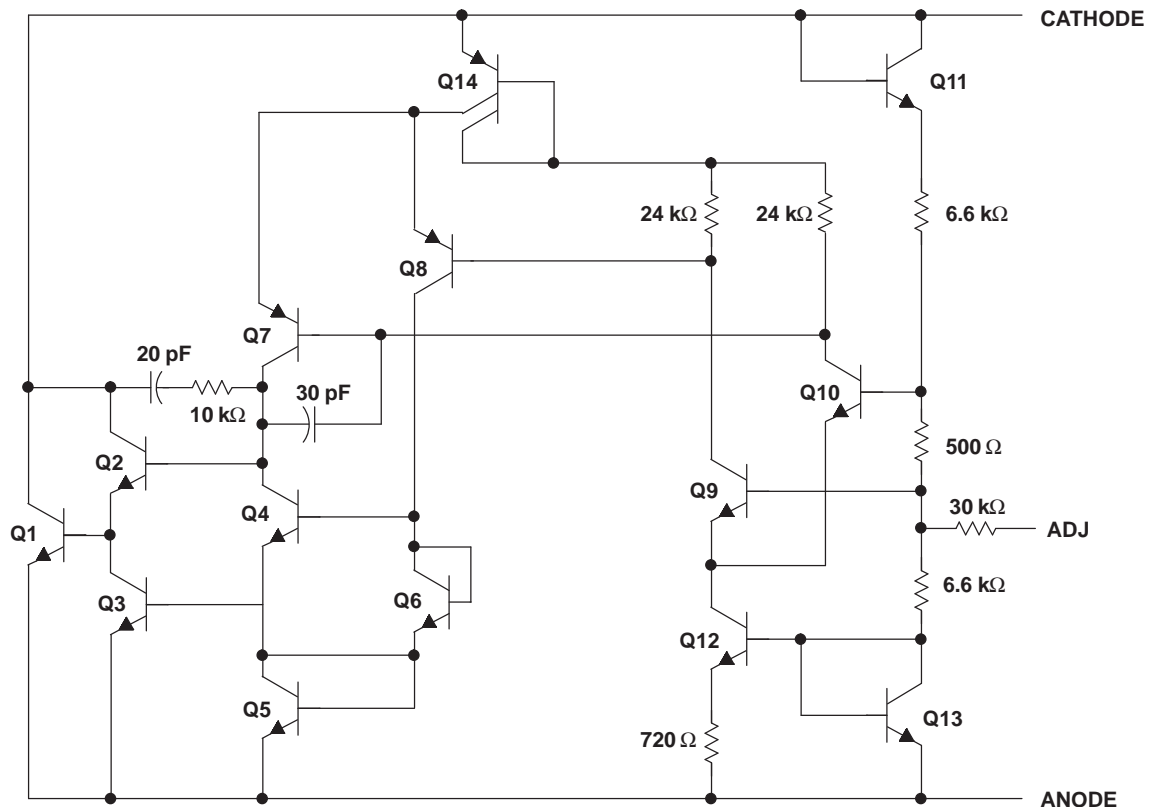 CATHODE
Q14
Q11
24 kΩ
24 kΩ
6.6 kΩ
Q8
Q7
20 pF
30 pF
10 kΩ
Q10
Q2
500 Ω
Q9
Q4
30 kΩ
Q1
ADJ
Q3
Q6
6.6 kΩ
Q12
Q5
Q13
720 Ω
ANODE